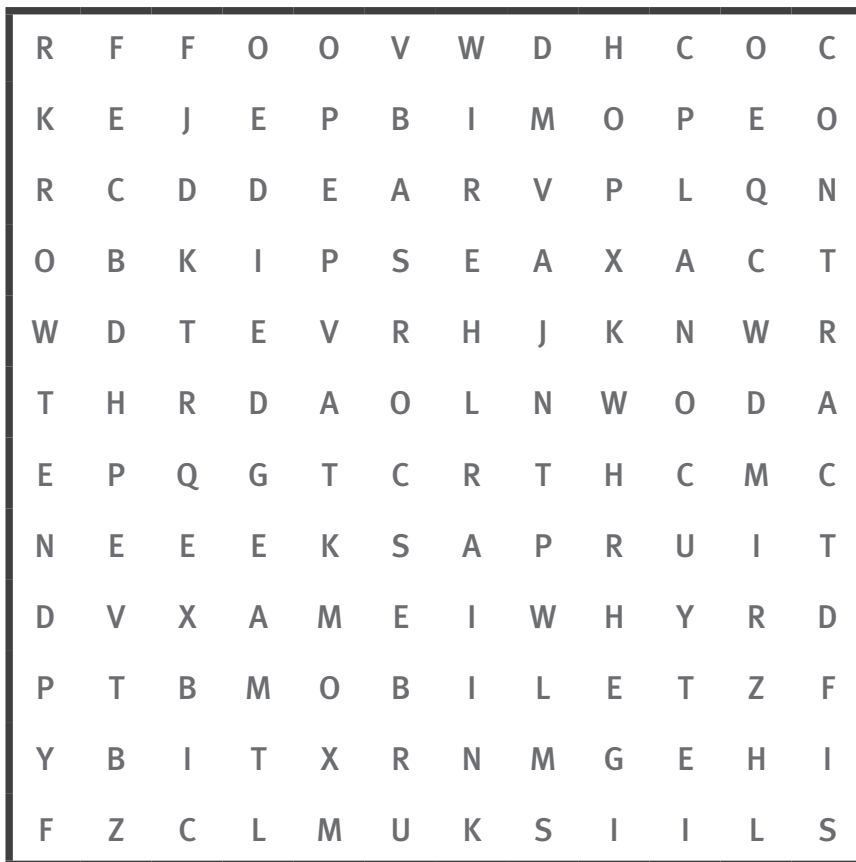 R F F O O V W D H C O C
K E J E P B I M O P E O
R C D D E A R V P L Q N
O B K I P S E A X A C T
W D T E V R H J K N W R
T H R D A O L N W O D A
E P Q G T C R T H C M C
N E E E K S A P R U I T
D V X A M E I W H Y R D
P T B M O B I L E T Z F
Y B I T X R N M G E H I
F Z C L M U K S I I L S